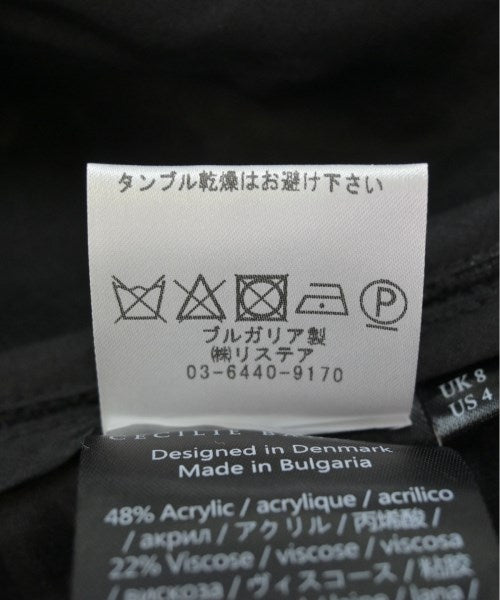 タンブル乾燥はお避け下さい
P
ブルガリア製
㈱リステア
03-6440-9170
UK 8
US 4
CECILIE
Designed in Denmark
Made in Bulgaria
48% Acrylic / acrylique / acrilico
/ акрил / アクリル / 丙烯酸 /
22% Viscose / viscose / viscosa
/ вискоза / ヴィスコース / 粘胶
/ lana /